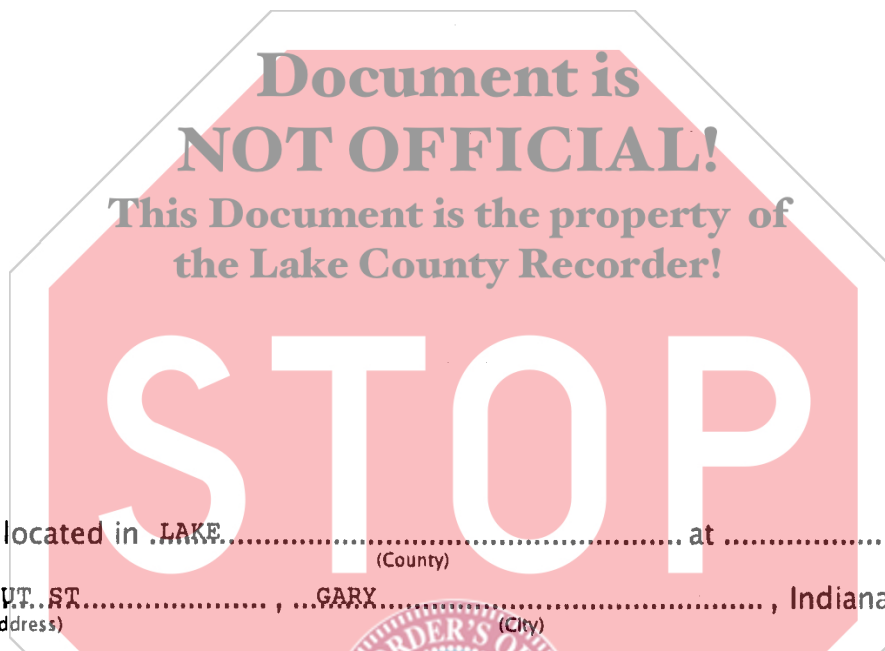 Document is
NOT OFFICIAL!
This Document is the property of
the Lake County Recorder!
STOP
located in LAKE at
(County)
UT ST , GARY , Indiana
ddress) (City)
RDER'S O